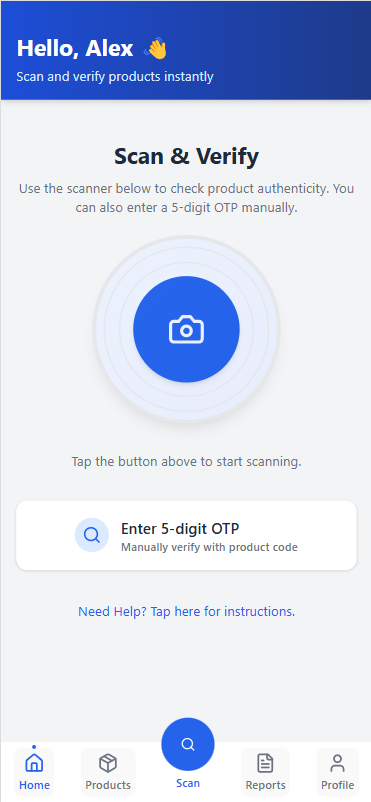 Hello, Alex 👋
Scan and verify products instantly
Scan & Verify
Use the scanner below to check product authenticity. You
can also enter a 5-digit OTP manually.
Tap the button above to start scanning.
Enter 5-digit OTP
Manually verify with product code
Need Help? Tap here for instructions.
Home
Products
Scan
Reports
Profile